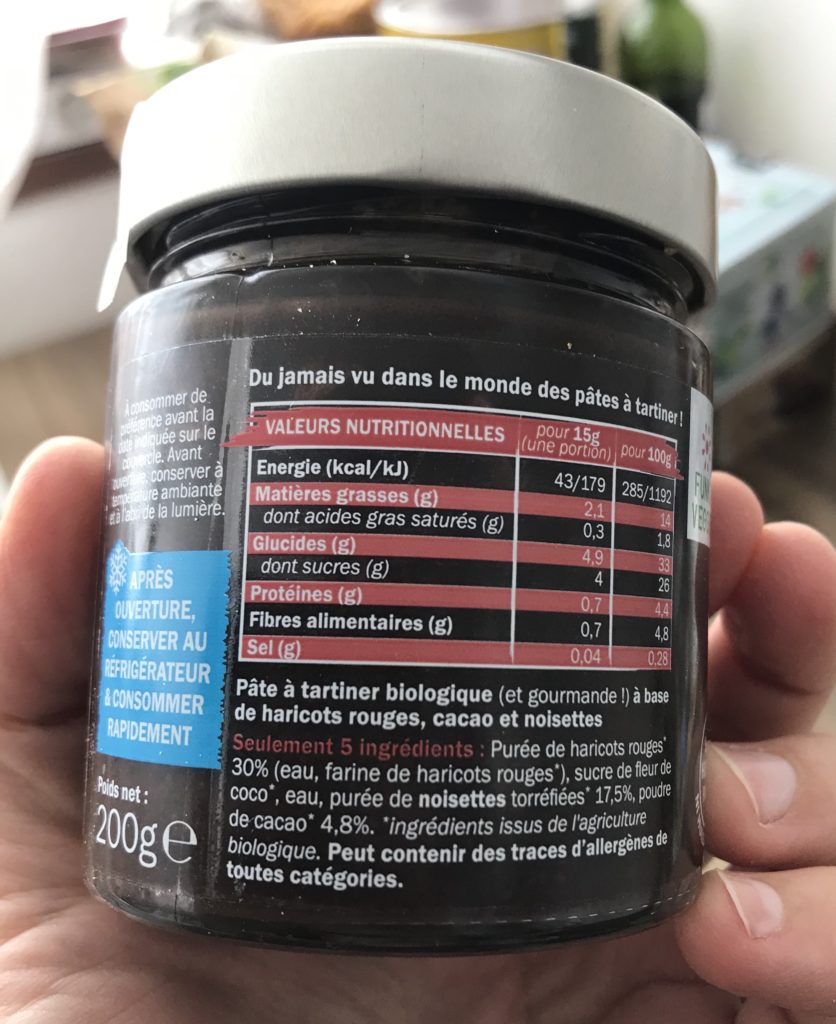 À consommer de
préférence avant la
date indiquée sur le
couvercle. Avant
ouverture, conserver à
température ambiante
et à l'abri de la lumière.
APRÈS
OUVERTURE,
CONSERVER AU
RÉFRIGÉRATEUR
& CONSOMMER
RAPIDEMENT
Poids net :
200g e
Du jamais vu dans le monde des pâtes à tartiner !
VALEURS NUTRITIONNELLES pour 15g (une portion) pour 100g
Energie (kcal/kJ) 43/179 285/1192
Matières grasses (g) 2,1 14
dont acides gras saturés (g) 0,3 1,8
Glucides (g) 4,9 33
dont sucres (g) 4 26
Protéines (g) 0,7 4,4
Fibres alimentaires (g) 0,7 4,8
Sel (g) 0,04 0,28
Pâte à tartiner biologique (et gourmande !) à base
de haricots rouges, cacao et noisettes
Seulement 5 ingrédients : Purée de haricots rouges*
30% (eau, farine de haricots rouges*), sucre de fleur de
coco*, eau, purée de noisettes torréfiées* 17,5%, poudre
de cacao* 4,8%. *ingrédients issus de l'agriculture
biologique. Peut contenir des traces d'allergènes de
toutes catégories.